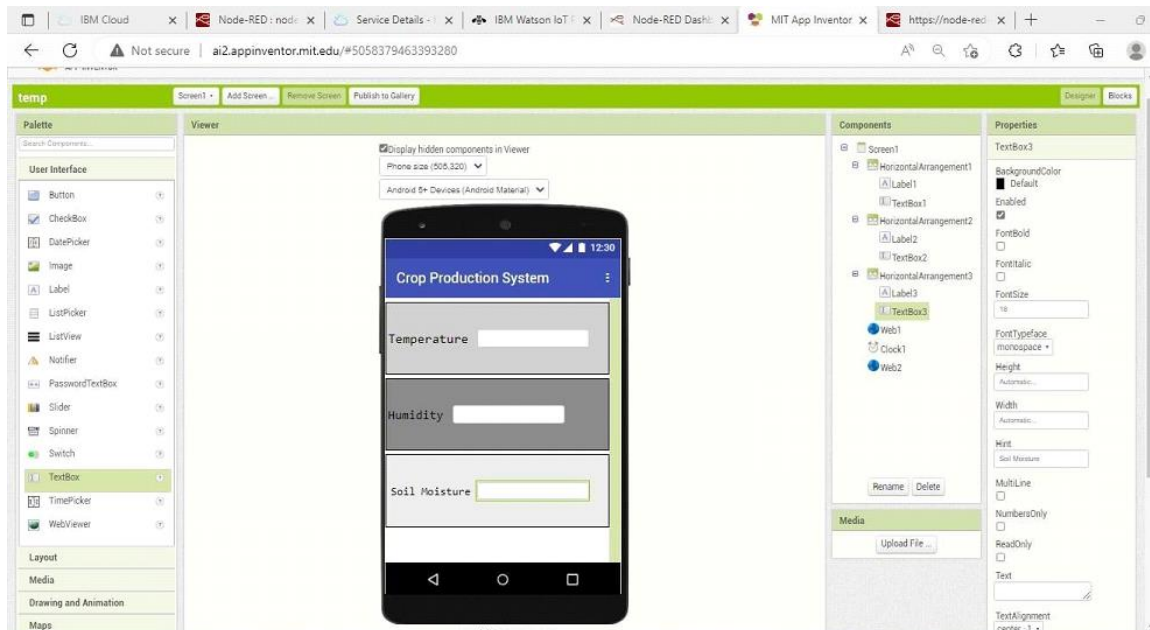 IBM Cloud
Node-RED : node
Service Details - I
IBM Watson IoT P
Node-RED Dashb
MIT App Inventor
https://node-red
Not secure
ai2.appinventor.mit.edu/#5058379463393280
temp
Screen1
Add Screen ...
Remove Screen
Publish to Gallery
Designer
Blocks
Palette
Search Components...
User Interface
Button
CheckBox
DatePicker
Image
Label
ListPicker
ListView
Notifier
PasswordTextBox
Slider
Spinner
Switch
TextBox
TimePicker
WebViewer
Layout
Media
Drawing and Animation
Maps
Viewer
Display hidden components in Viewer
Phone size (505,320)
Android 5+ Devices (Android Material)
12:30
Crop Production System
Temperature
Humidity
Soil Moisture
Components
Screen1
HorizontalArrangement1
Label1
TextBox1
HorizontalArrangement2
Label2
TextBox2
HorizontalArrangement3
Label3
TextBox3
Web1
Clock1
Web2
Rename
Delete
Media
Upload File ...
Properties
TextBox3
BackgroundColor
Default
Enabled
FontBold
FontItalic
FontSize
18
FontTypeface
monospace
Height
Automatic...
Width
Automatic...
Hint
Soil Moisture
MultiLine
NumbersOnly
ReadOnly
Text
TextAlignment
center : 1